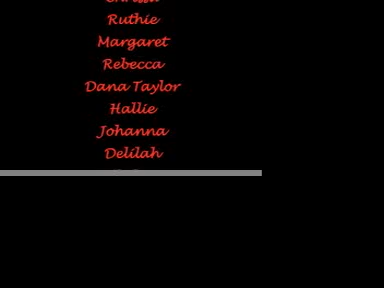 Ruthie
Margaret
Rebecca
Dana Taylor
Hallie
Johanna
Delilah